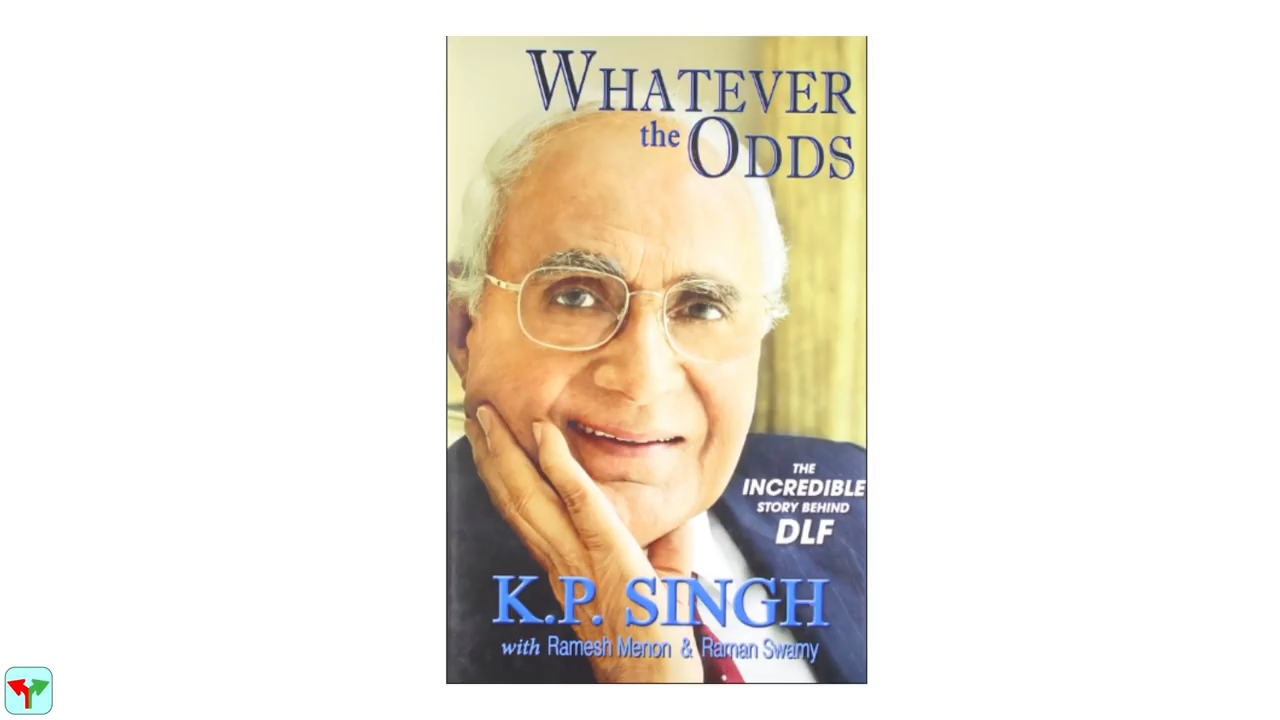 WHATEVER
the ODDS
THE
INCREDIBLE
STORY BEHIND
DLF
K.P. SINGH
with Ramesh Menon & Raman Swamy